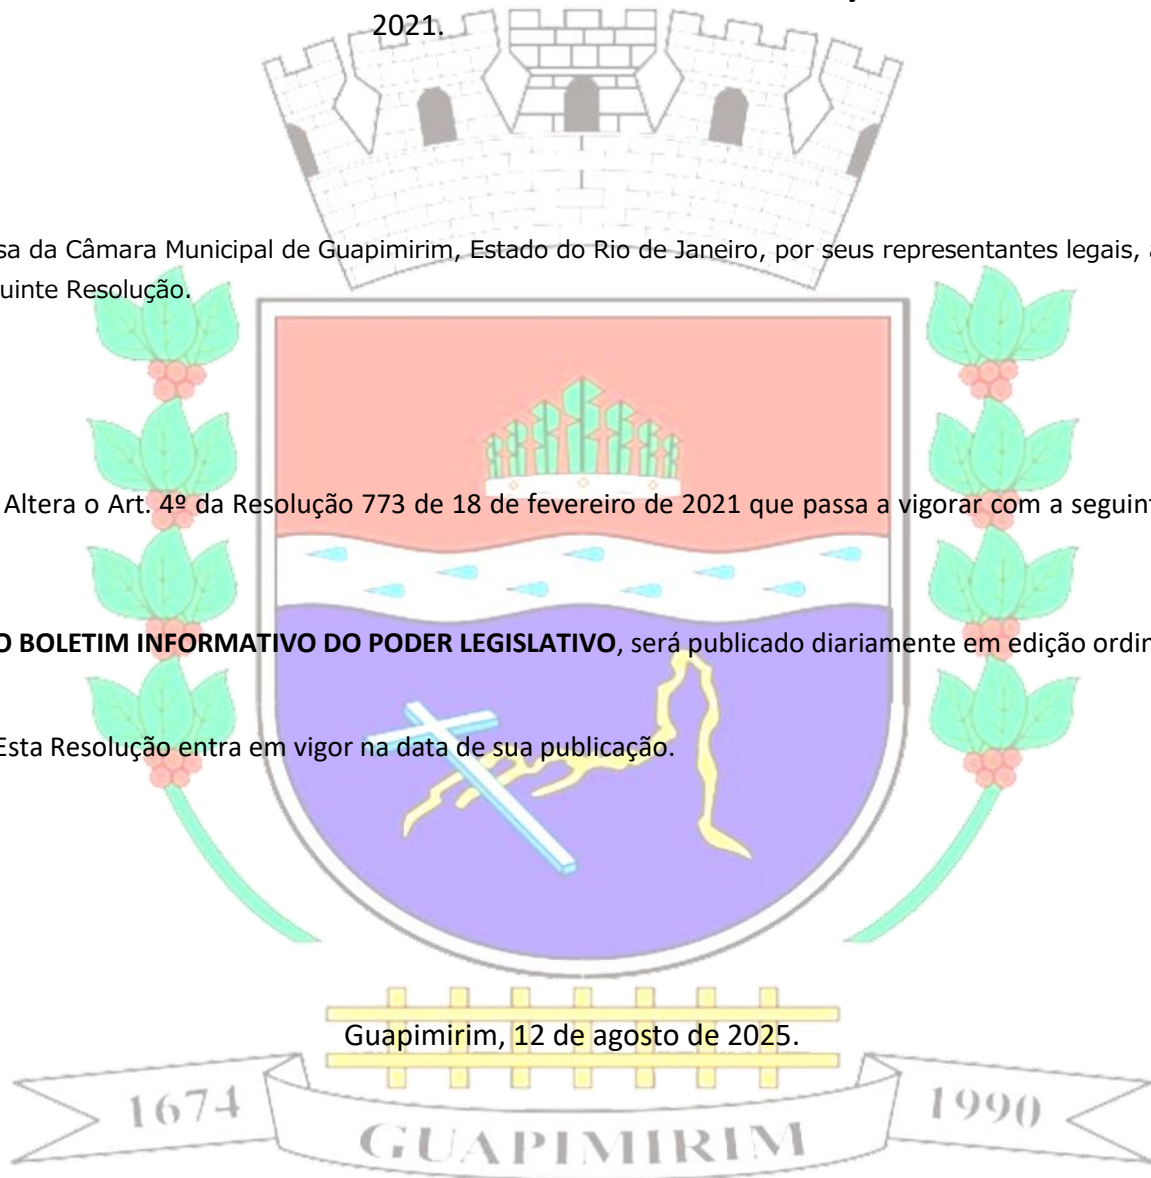 2021.
sa da Câmara Municipal de Guapimirim, Estado do Rio de Janeiro, por seus representantes legais,
uinte Resolução.
Altera o Art. 4º da Resolução 773 de 18 de fevereiro de 2021 que passa a vigorar com a seguint
O BOLETIM INFORMATIVO DO PODER LEGISLATIVO, será publicado diariamente em edição ordin
Esta Resolução entra em vigor na data de sua publicação.
Guapimirim, 12 de agosto de 2025.
1674
GUAPIMIRIM
1990